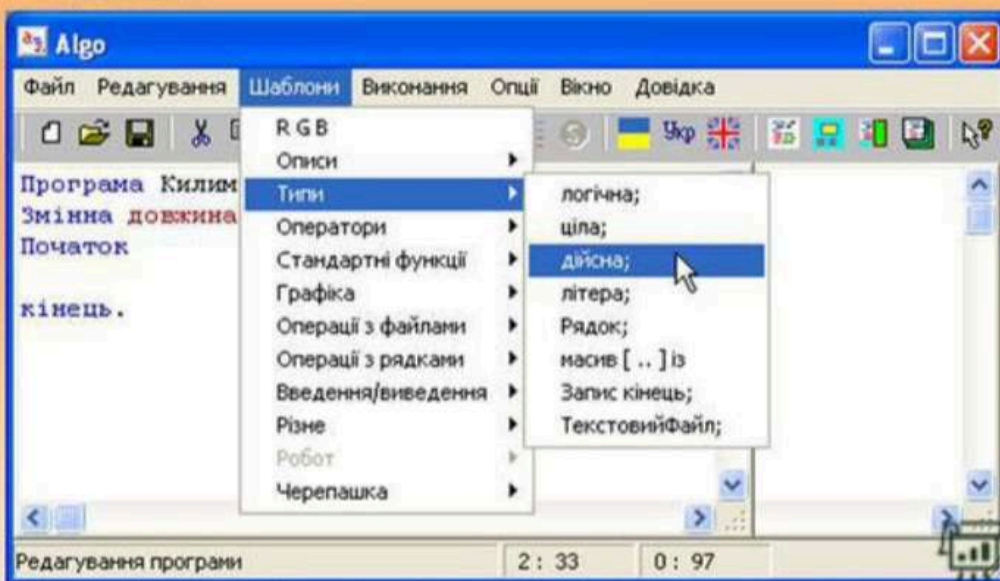 Algo
Файл Редагування Шаблони Виконання Опції Вікно Довідка
Укр
Програма Килим
Змінна довжина
Початок
кінець.
R G B
Описи
Типи
Оператори
Стандартні функції
Графіка
Операції з файлами
Операції з рядками
Введення/виведення
Різне
Робот
Черепашка
логічна;
ціла;
дійсна;
літера;
Рядок;
масив [ .. ] із
Запис кінець;
ТекстовийФайл;
Редагування програми 2 : 33 0 : 97